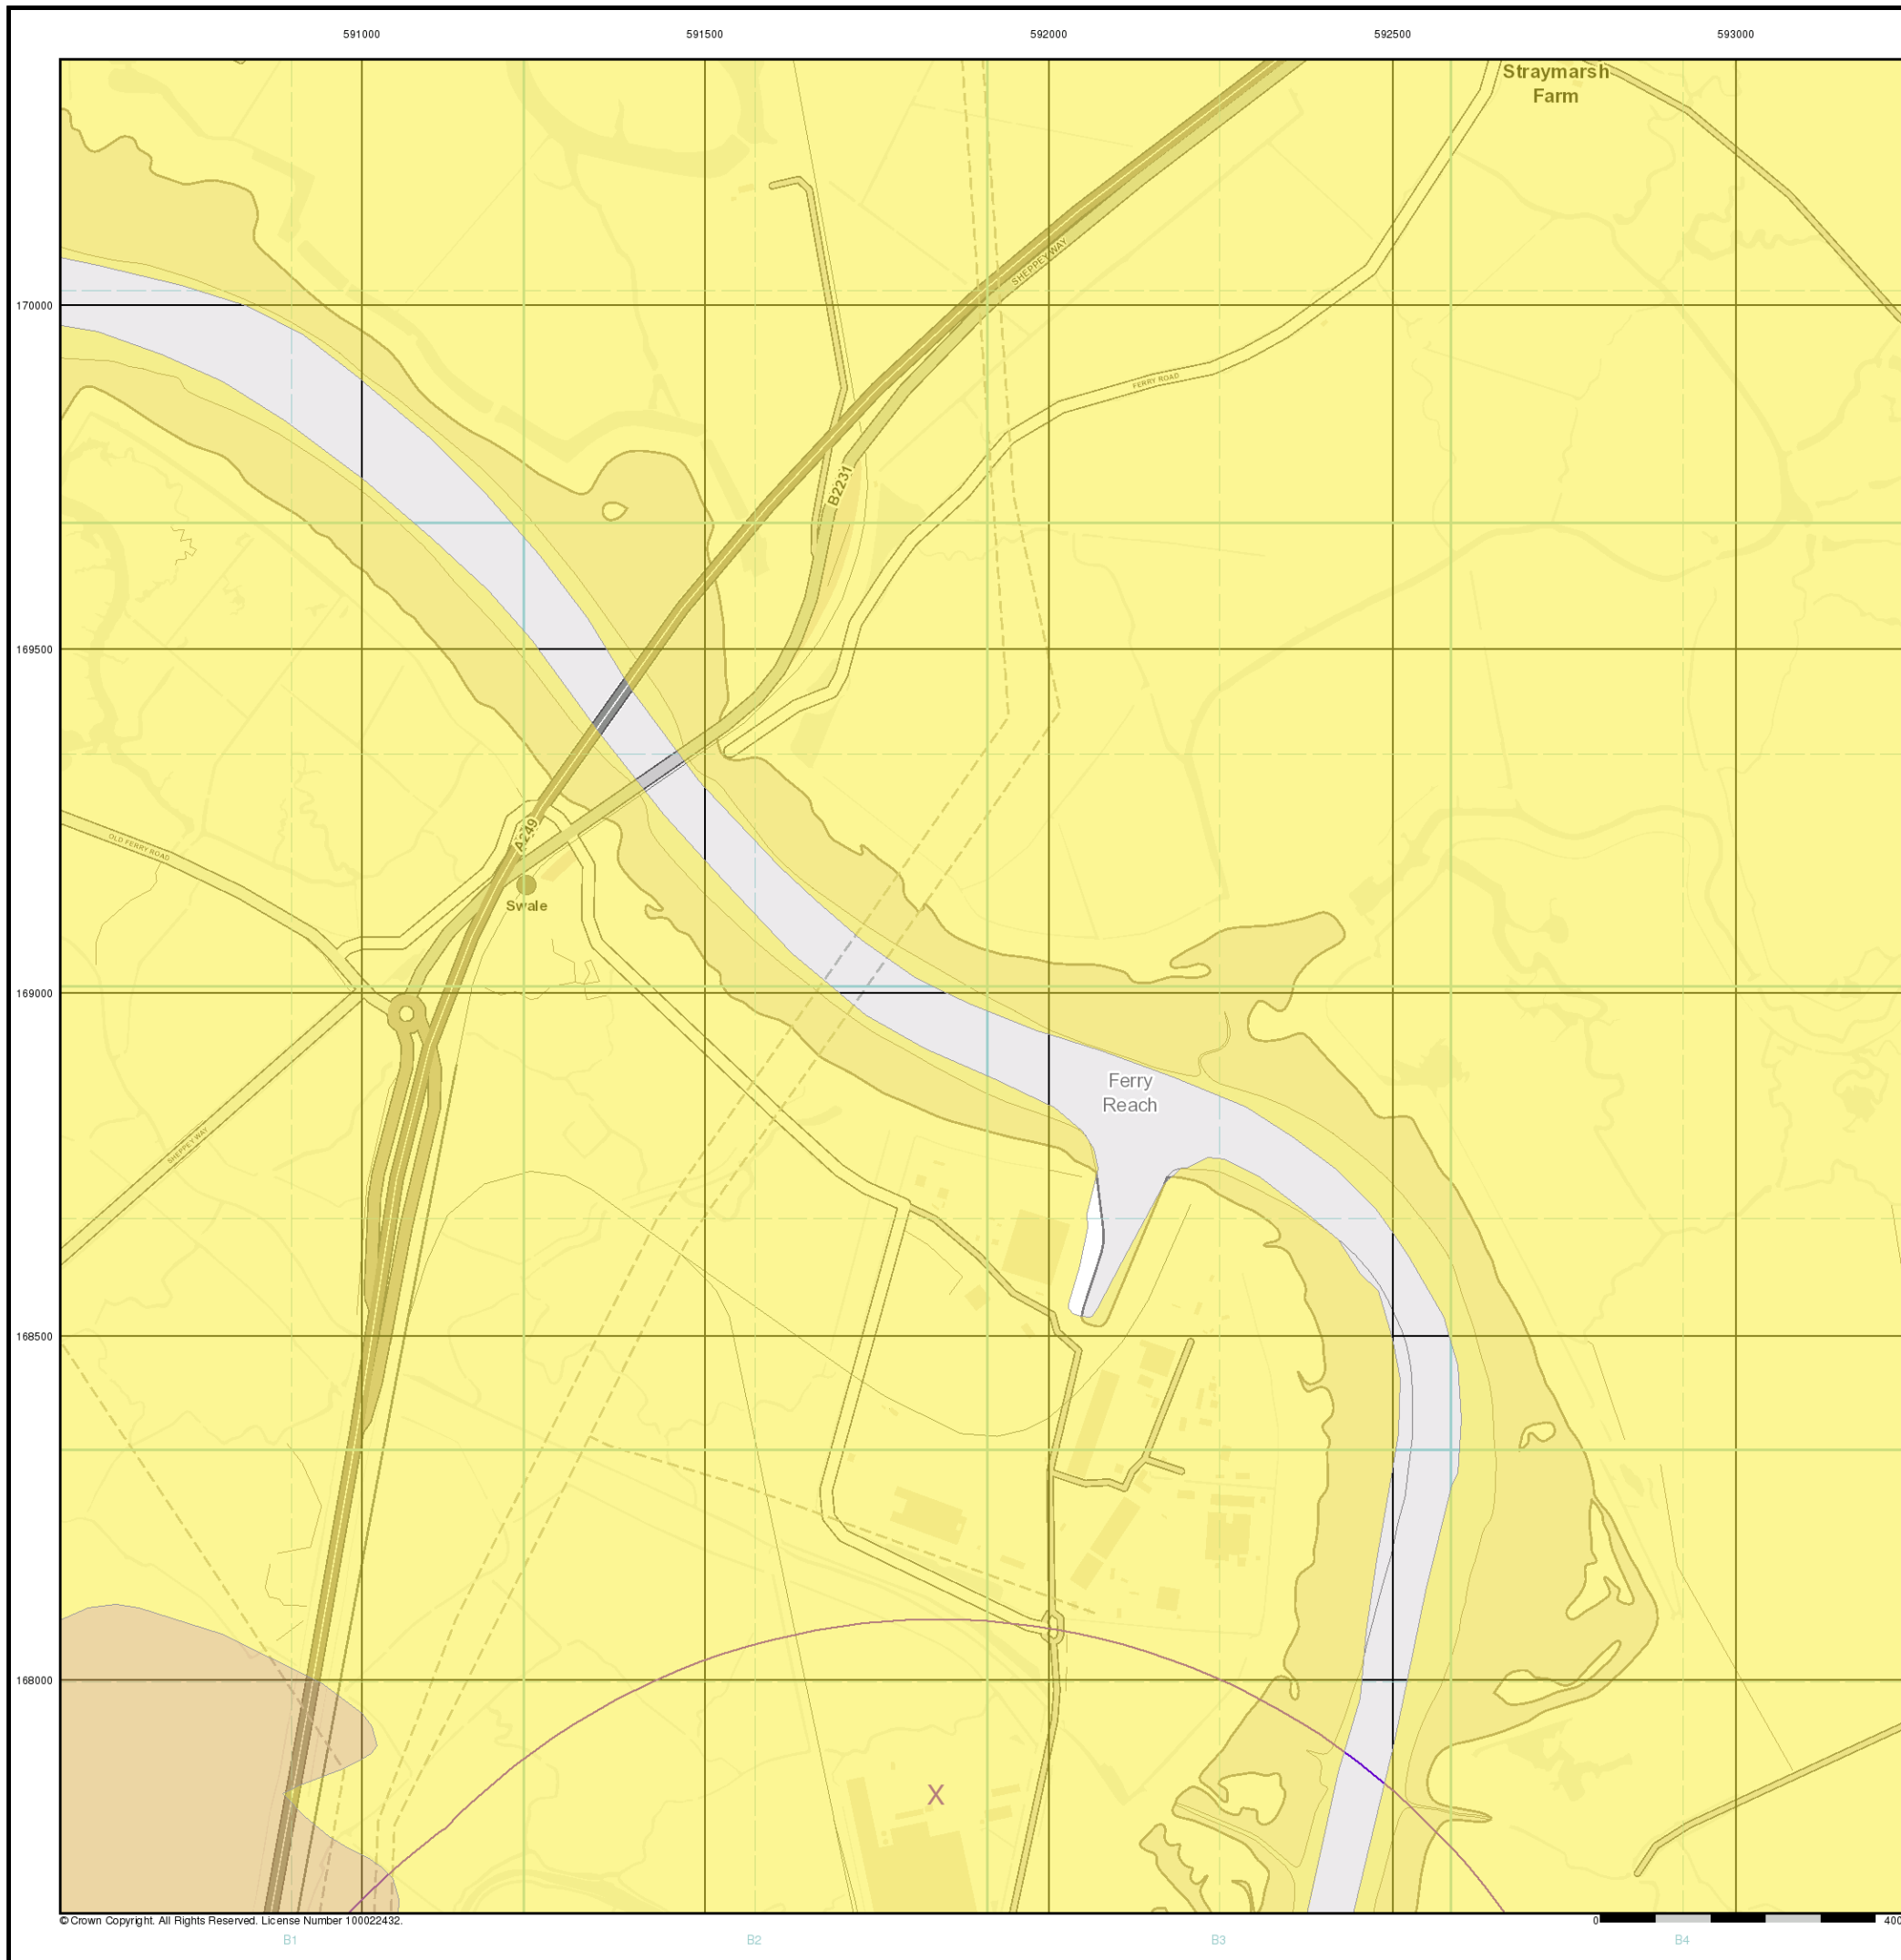 591000 591500 592000 592500 593000
Straymarsh
Farm
SHEPPEY WAY
170000
FERRY ROAD
B2231
169500
A249
OLD FERRY ROAD
Swale
169000
Ferry
Reach
SHEPPEY WAY
168500
168000
X
© Crown Copyright. All Rights Reserved. License Number 100022432.
0 400
B1 B2 B3 B4